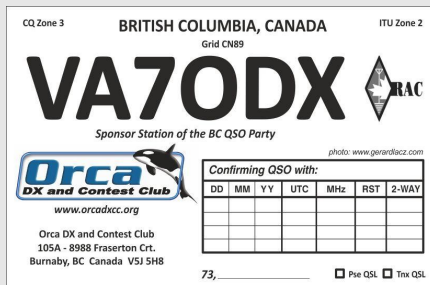 CQ Zone 3
BRITISH COLUMBIA, CANADA
ITU Zone 2
Grid CN89
VA7ODX
RAC
Sponsor Station of the BC QSO Party
photo: www.gerardlacz.com
Orca
DX and Contest Club
www.orcadxcc.org
Orca DX and Contest Club
105A - 8988 Fraserton Crt.
Burnaby, BC Canada V5J 5H8
Confirming QSO with:
DD MM YY UTC MHz RST 2-WAY
73,
Pse QSL Tnx QSL